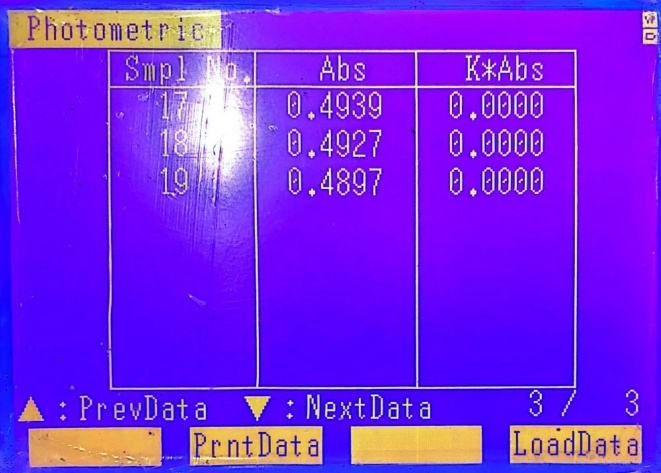 Photometric
Smpl No. Abs K*Abs
17 0.4939 0.0000
18 0.4927 0.0000
19 0.4897 0.0000
▲ : PrevData ▼ : NextData 3 / 3
PrntData LoadData